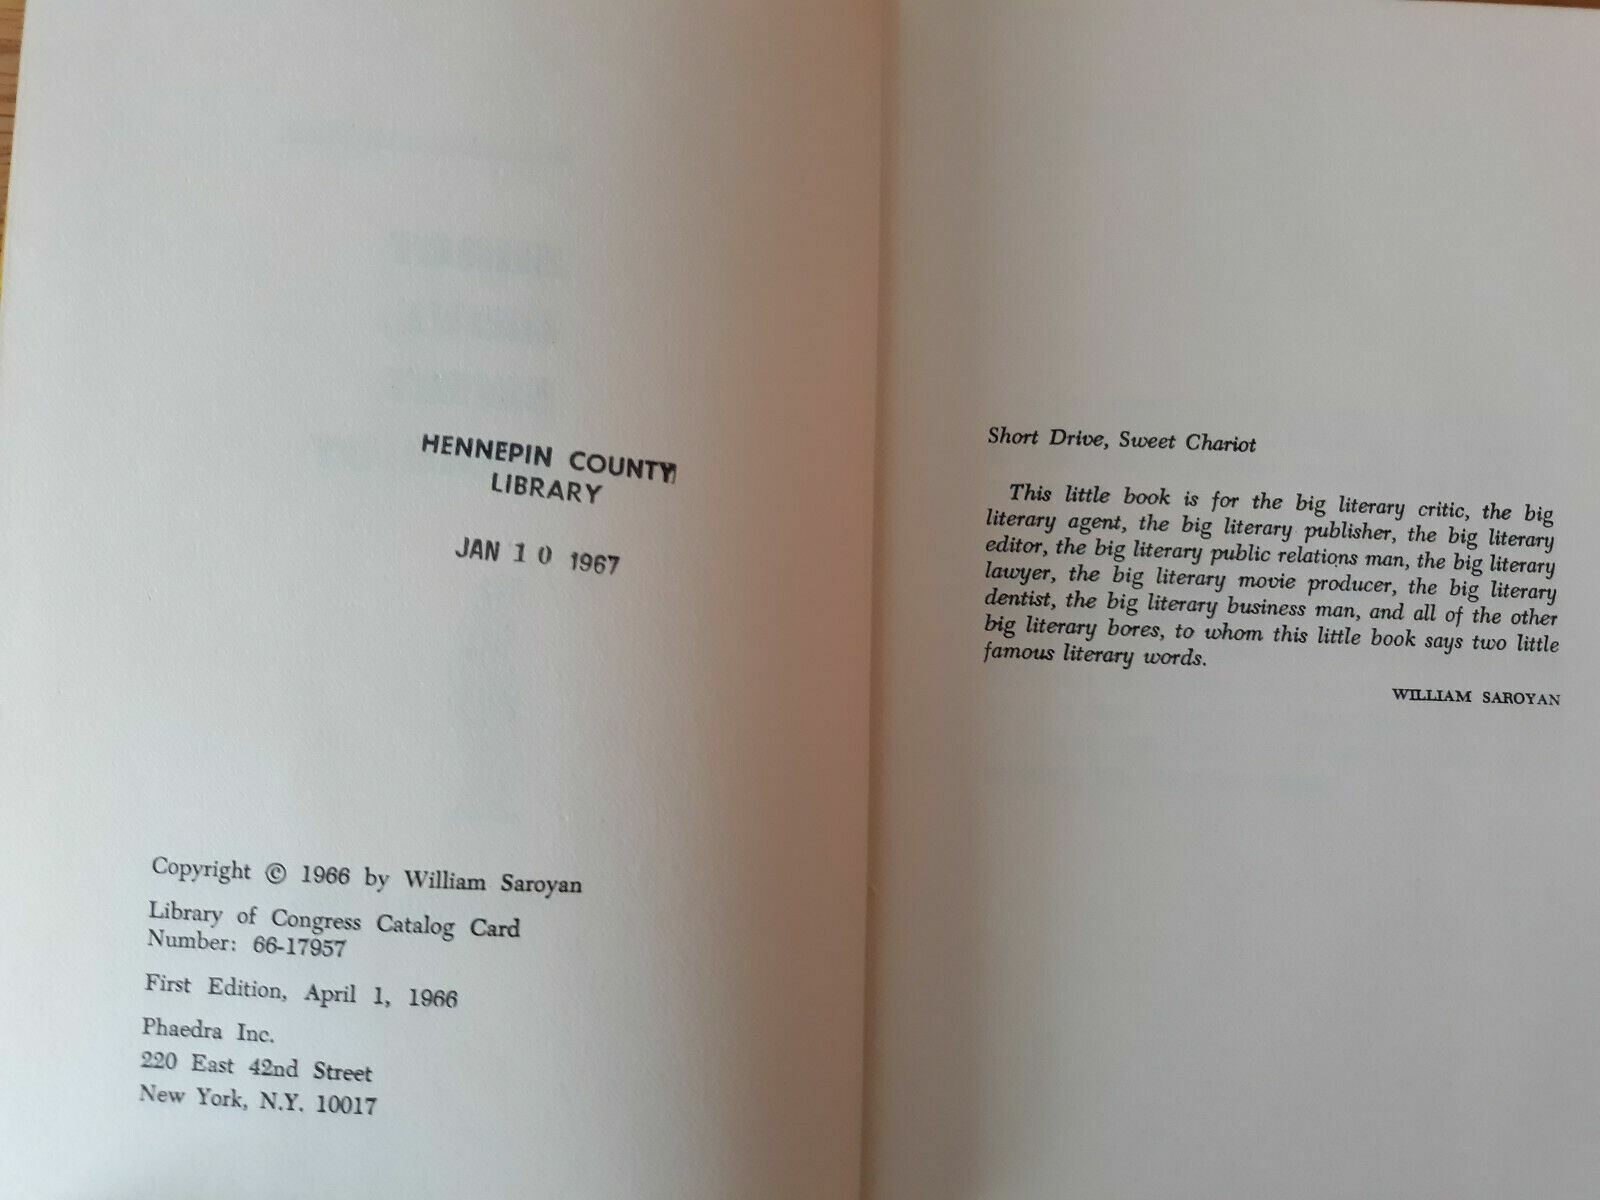 HENNEPIN COUNTY
LIBRARY
JAN 10 1967
Copyright © 1966 by William Saroyan
Library of Congress Catalog Card
Number: 66-17957
First Edition, April 1, 1966
Phaedra Inc.
220 East 42nd Street
New York, N.Y. 10017
Short Drive, Sweet Chariot
This little book is for the big literary critic, the big
literary agent, the big literary publisher, the big literary
editor, the big literary public relations man, the big literary
lawyer, the big literary movie producer, the big literary
dentist, the big literary business man, and all of the other
big literary bores, to whom this little book says two little
famous literary words.
WILLIAM SAROYAN